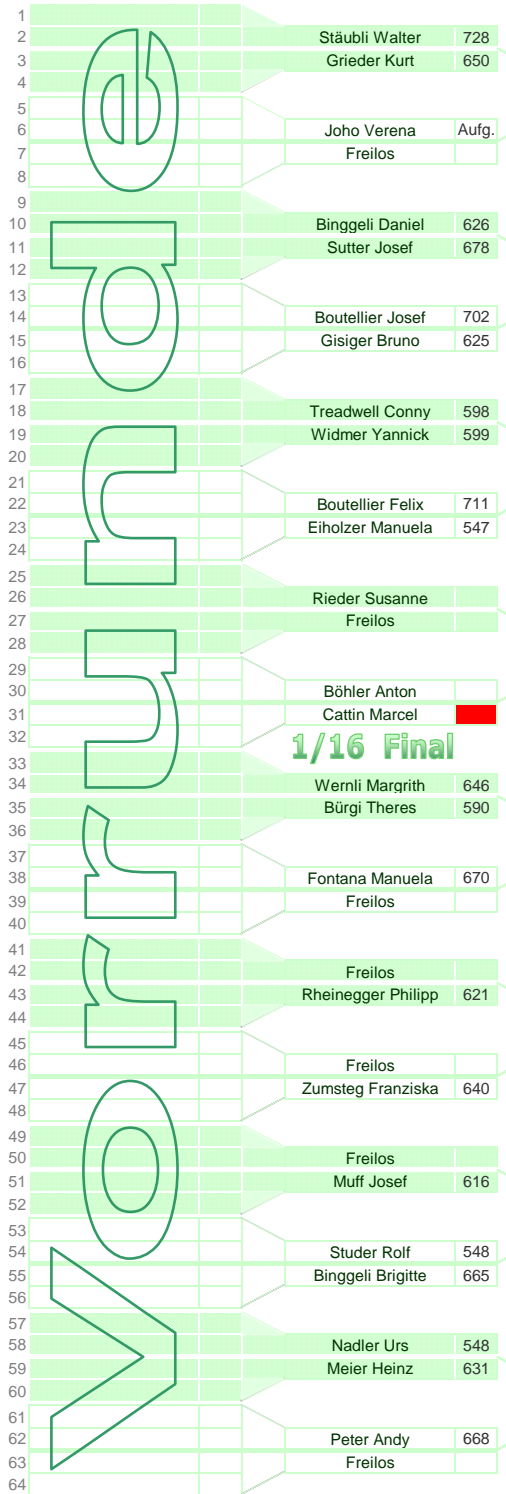 Vorrunde
1
2 Stäubli Walter 728
3 Grieder Kurt 650
4
5
6 Joho Verena Aufg.
7 Freilos
8
9
10 Binggeli Daniel 626
11 Sutter Josef 678
12
13
14 Boutellier Josef 702
15 Gisiger Bruno 625
16
17
18 Treadwell Conny 598
19 Widmer Yannick 599
20
21
22 Boutellier Felix 711
23 Eiholzer Manuela 547
24
25
26 Rieder Susanne
27 Freilos
28
29
30 Böhler Anton
31 Cattin Marcel
32 1/16 Final
33
34 Wernli Margrith 646
35 Bürgi Theres 590
36
37
38 Fontana Manuela 670
39 Freilos
40
41
42 Freilos
43 Rheinegger Philipp 621
44
45
46 Freilos
47 Zumsteg Franziska 640
48
49
50 Freilos
51 Muff Josef 616
52
53
54 Studer Rolf 548
55 Binggeli Brigitte 665
56
57
58 Nadler Urs 548
59 Meier Heinz 631
60
61
62 Peter Andy 668
63 Freilos
64